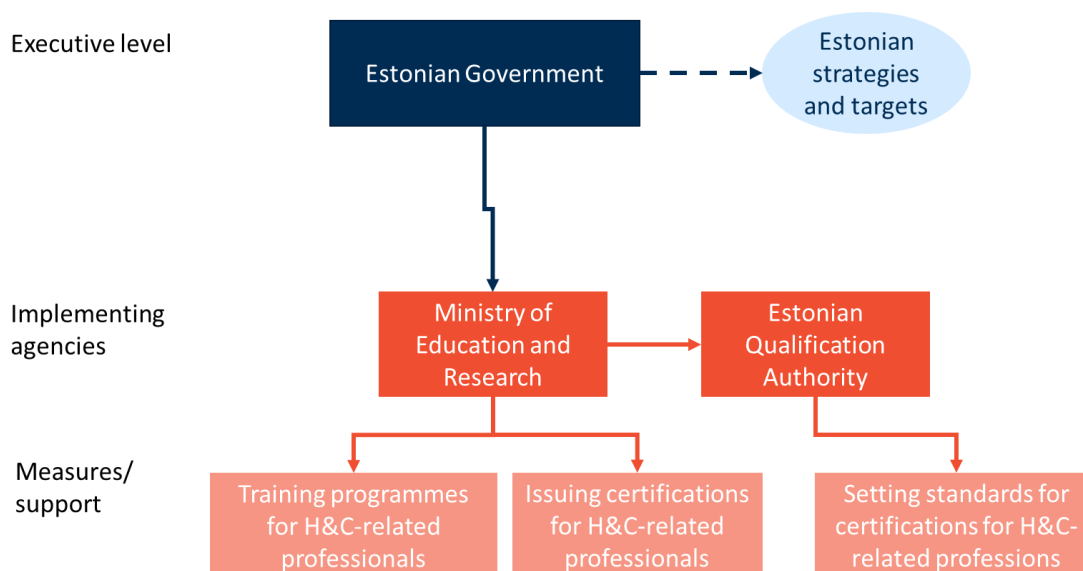 Executive level
Estonian Government
Estonian
strategies
and targets
Implementing
agencies
Ministry of
Education and
Research
Estonian
Qualification
Authority
Measures/
support
Training programmes
for H&C-related
professionals
Issuing certifications
for H&C-related
professionals
Setting standards for
certifications for H&C-
related professions